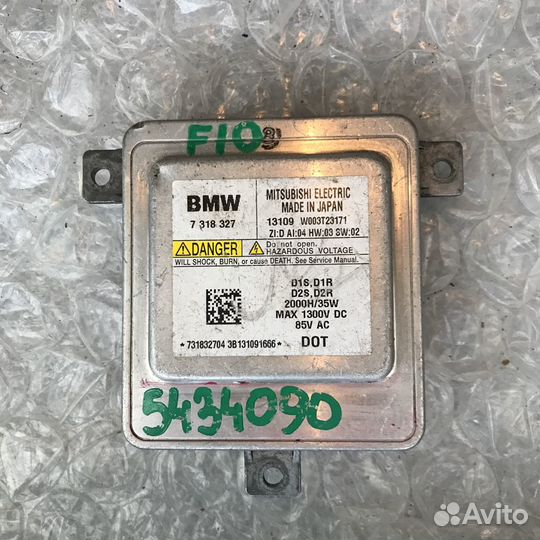 F10
BMW
7 318 327
MITSUBISHI ELECTRIC
MADE IN JAPAN
13109 W003T23171
ZI:D AI:04 HW:03 SW:02
DANGER
Do not open.
HAZARDOUS VOLTAGE
WILL SHOCK, BURN, or cause DEATH. See Service Manual.
D1S,D1R
D2S,D2R
2000H/35W
MAX 1300V DC
85V AC
*731832704 3B131091666*
DOT
5434090
Avito